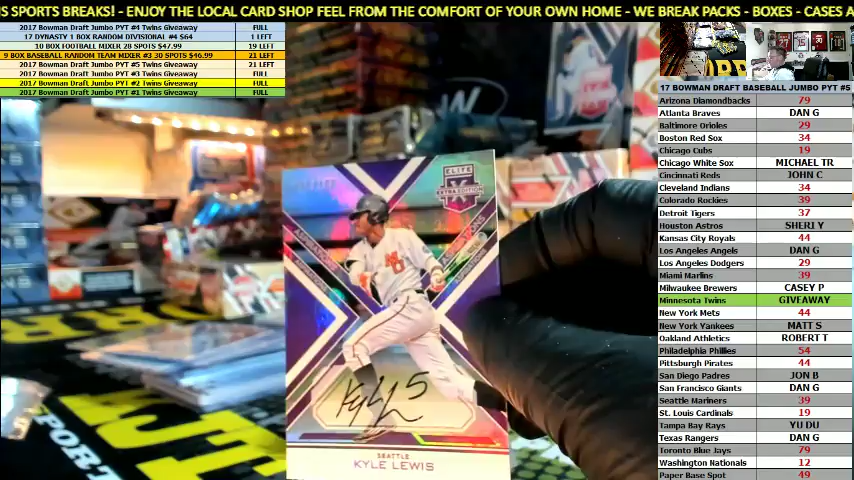 IS SPORTS BREAKS! - ENJOY THE LOCAL CARD SHOP FEEL FROM THE COMFORT OF YOUR OWN HOME - WE BREAK PACKS - BOXES - CASES A
2017 Bowman Draft Jumbo PYT #4 Twins Giveaway FULL
17 DYNASTY 1 BOX RANDOM DIVISIONAL #4 $64 1 LEFT
10 BOX FOOTBALL MIXER 28 SPOTS $47.99 19 LEFT
9 BOX BASEBALL RANDOM TEAM MIXER #3 30 SPOTS $46.99 21 LEFT
2017 Bowman Draft Jumbo PYT #5 Twins Giveaway 21 LEFT
2017 Bowman Draft Jumbo PYT #3 Twins Giveaway FULL
2017 Bowman Draft Jumbo PYT #2 Twins Giveaway FULL
2017 Bowman Draft Jumbo PYT #1 Twins Giveaway FULL
17 BOWMAN DRAFT BASEBALL JUMBO PYT #5
Arizona Diamondbacks 79
Atlanta Braves DAN G
Baltimore Orioles 29
Boston Red Sox 34
Chicago Cubs 19
Chicago White Sox MICHAEL TR
Cincinnati Reds JOHN C
Cleveland Indians 34
Colorado Rockies 39
Detroit Tigers 37
Houston Astros SHERI Y
Kansas City Royals 44
Los Angeles Angels DAN G
Los Angeles Dodgers 29
Miami Marlins 39
Milwaukee Brewers CASEY P
Minnesota Twins GIVEAWAY
New York Mets 44
New York Yankees MATT S
Oakland Athletics ROBERT T
Philadelphia Phillies 54
Pittsburgh Pirates 44
San Diego Padres JON B
San Francisco Giants DAN G
Seattle Mariners 39
St. Louis Cardinals 19
Tampa Bay Rays YU DU
Texas Rangers DAN G
Toronto Blue Jays 79
Washington Nationals 12
Paper Base Spot 49
ELITE
EXTRA EDITION
ASPIRATIONS
MO
SEATTLE
KYLE LEWIS